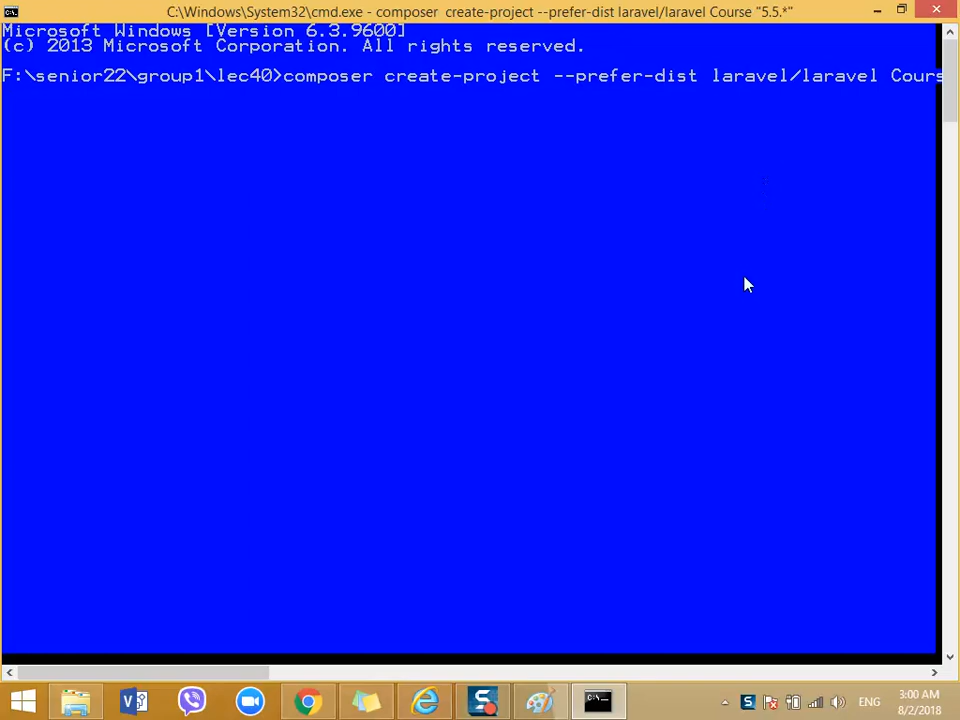 C:\Windows\System32\cmd.exe - composer  create-project --prefer-dist laravel/laravel Course "5.5.*"
Microsoft Windows [Version 6.3.9600]
(c) 2013 Microsoft Corporation. All rights reserved.
F:\senior22\group1\lec40>composer create-project --prefer-dist laravel/laravel Cours
ENG
3:00 AM
8/2/2018